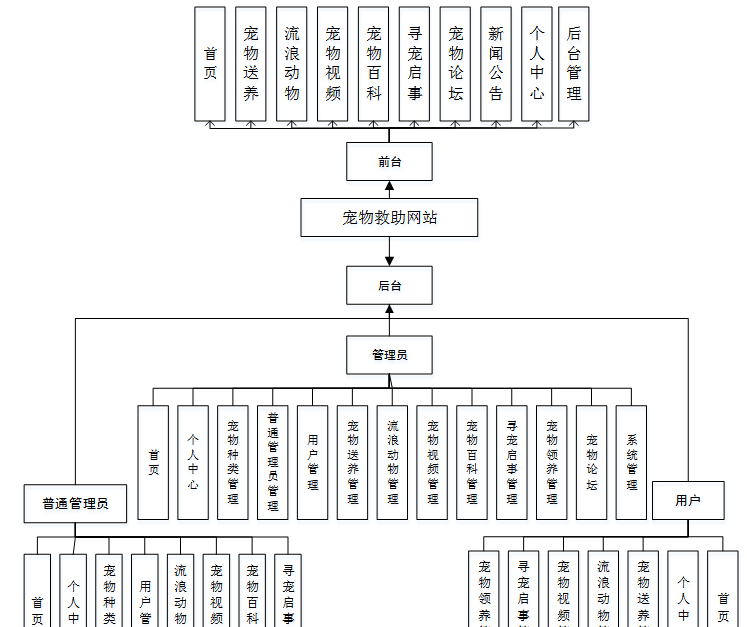 首页
宠物送养
流浪动物
宠物视频
宠物百科
寻宠启事
宠物论坛
新闻公告
个人中心
后台管理
前台
宠物救助网站
后台
管理员
首页
个人中心
宠物种类管理
普通管理员管理
用户管理
宠物送养管理
流浪动物管理
宠物视频管理
宠物百科管理
寻宠启事管理
宠物领养管理
宠物论坛
系统管理
普通管理员
用户
首页
个人中
宠物种类
用户管
流浪动物
宠物视频
宠物百科
寻宠启事
宠物领养
寻宠启事
宠物视频
流浪动物
宠物送养
个人中
首页